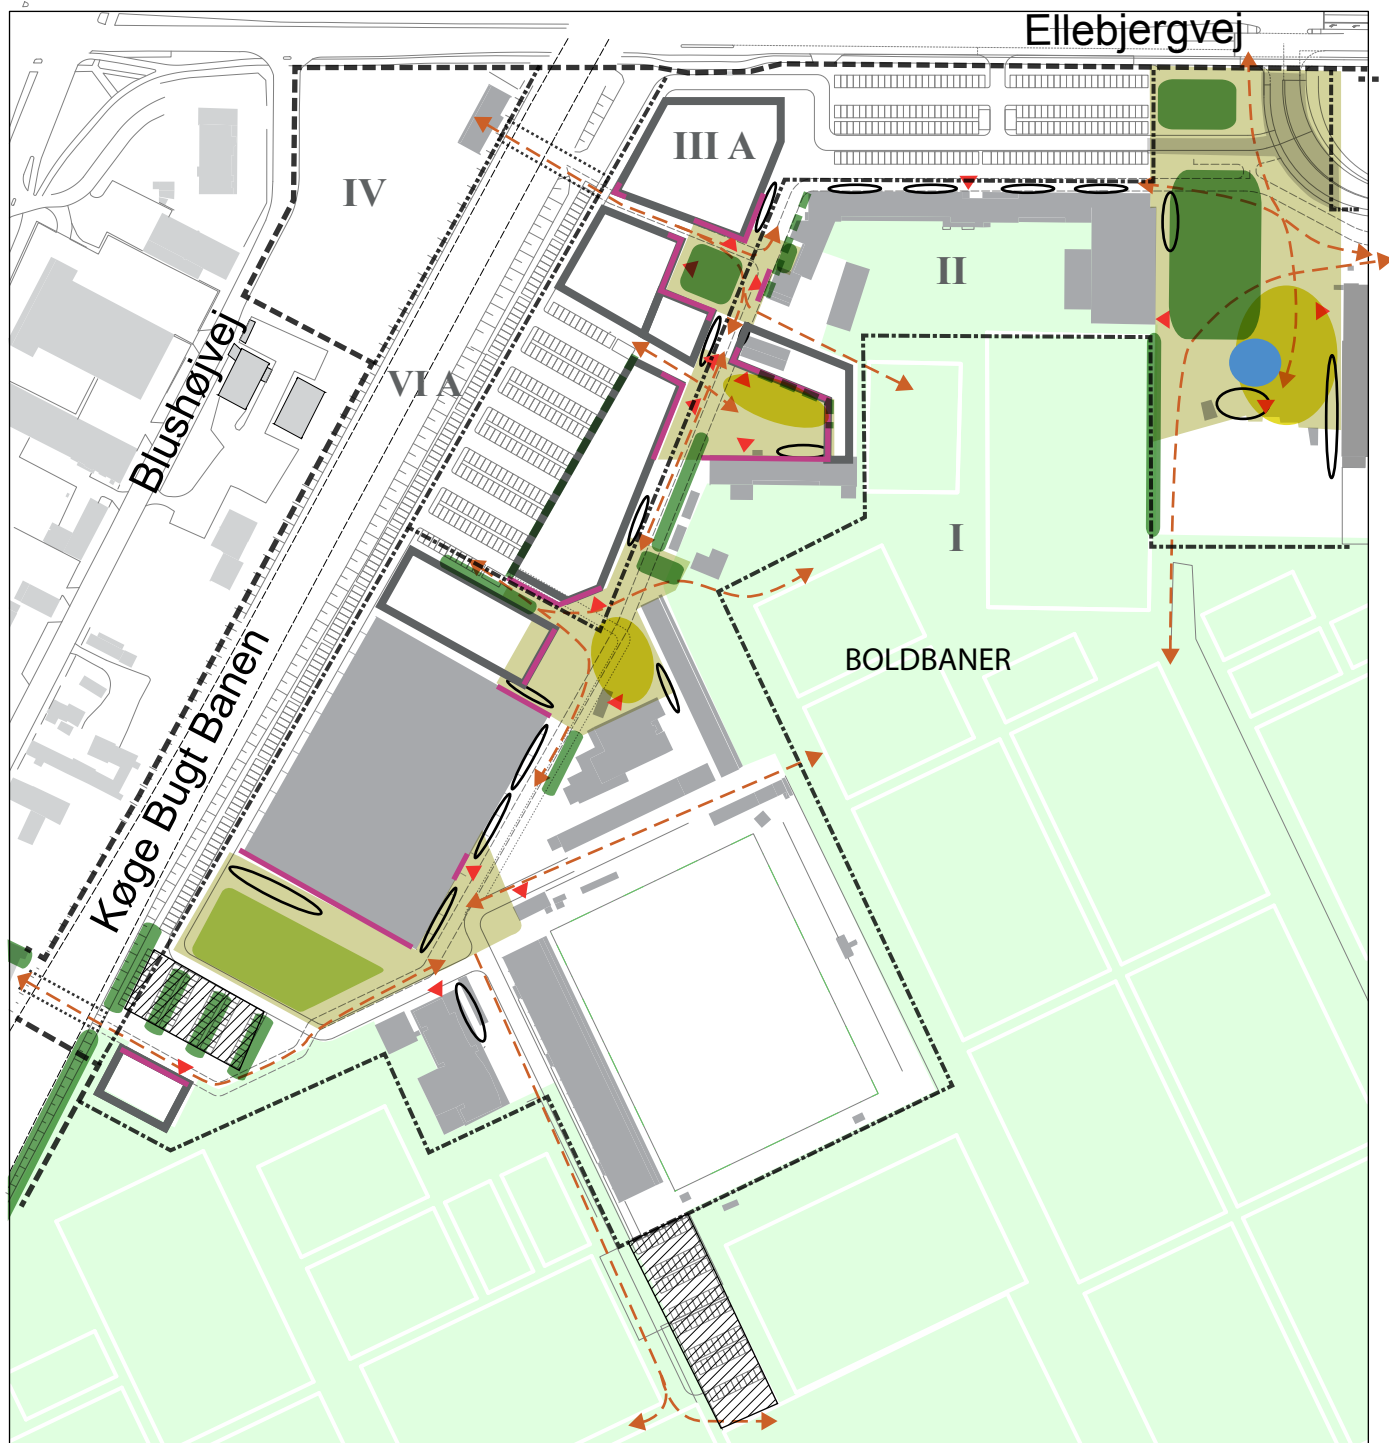 Ellebjergvej
III A
IV
II
Blushøjvej
VI A
I
BOLDBANER
Køge Bugt Banen